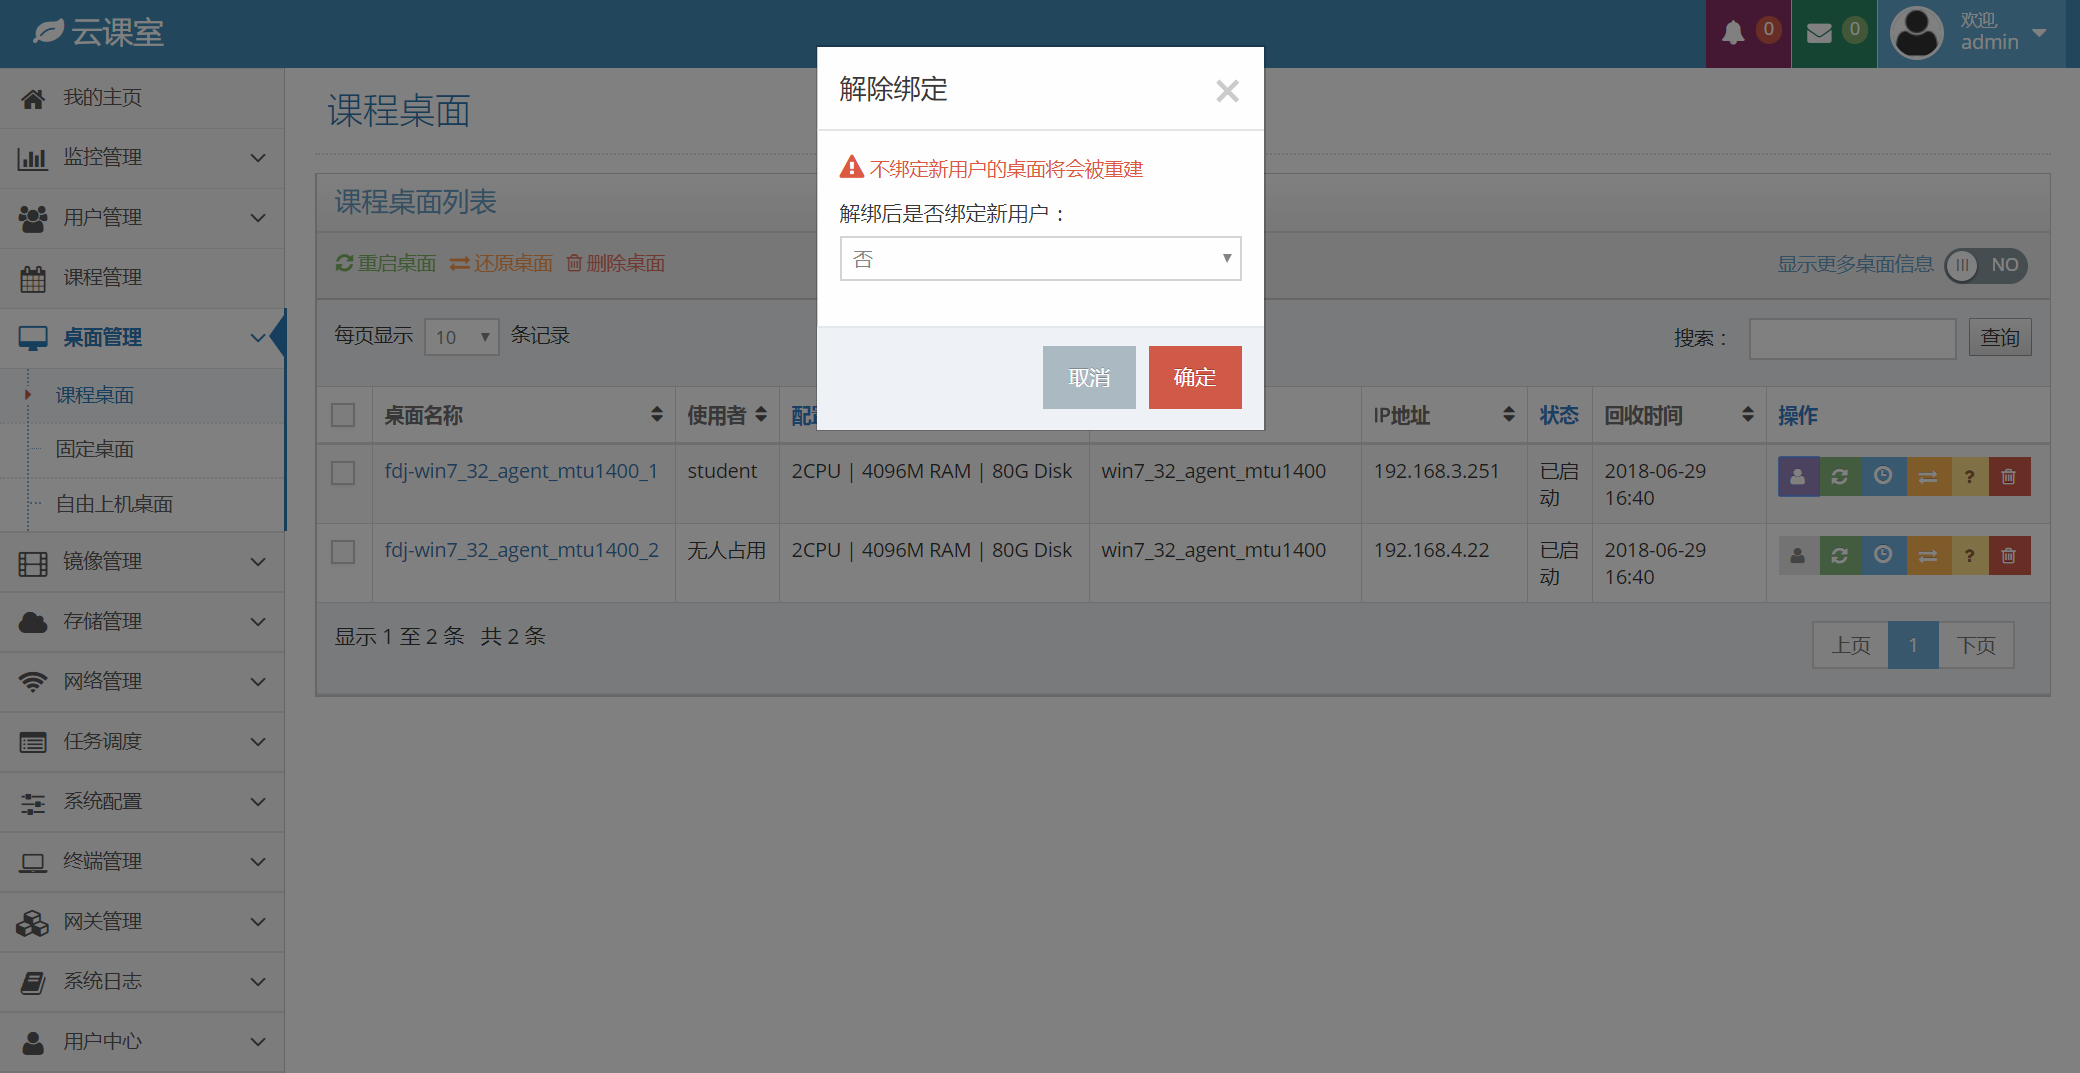 云课室
0
0
欢迎,
admin
我的主页
监控管理
用户管理
课程管理
桌面管理
课程桌面
固定桌面
自由上机桌面
镜像管理
存储管理
网络管理
任务调度
系统配置
终端管理
网关管理
系统日志
用户中心
课程桌面
课程桌面列表
重启桌面 还原桌面 删除桌面
显示更多桌面信息 NO
每页显示 10 条记录
搜索： 查询
解除绑定
不绑定新用户的桌面将会被重建
解绑后是否绑定新用户：
否
取消 确定
桌面名称 使用者 IP地址 状态 回收时间 操作
fdj-win7_32_agent_mtu1400_1 student 2CPU | 4096M RAM | 80G Disk win7_32_agent_mtu1400 192.168.3.251 已启动 2018-06-29 16:40 ?
fdj-win7_32_agent_mtu1400_2 无人占用 2CPU | 4096M RAM | 80G Disk win7_32_agent_mtu1400 192.168.4.22 已启动 2018-06-29 16:40 ?
显示 1 至 2 条 共 2 条
上页 1 下页